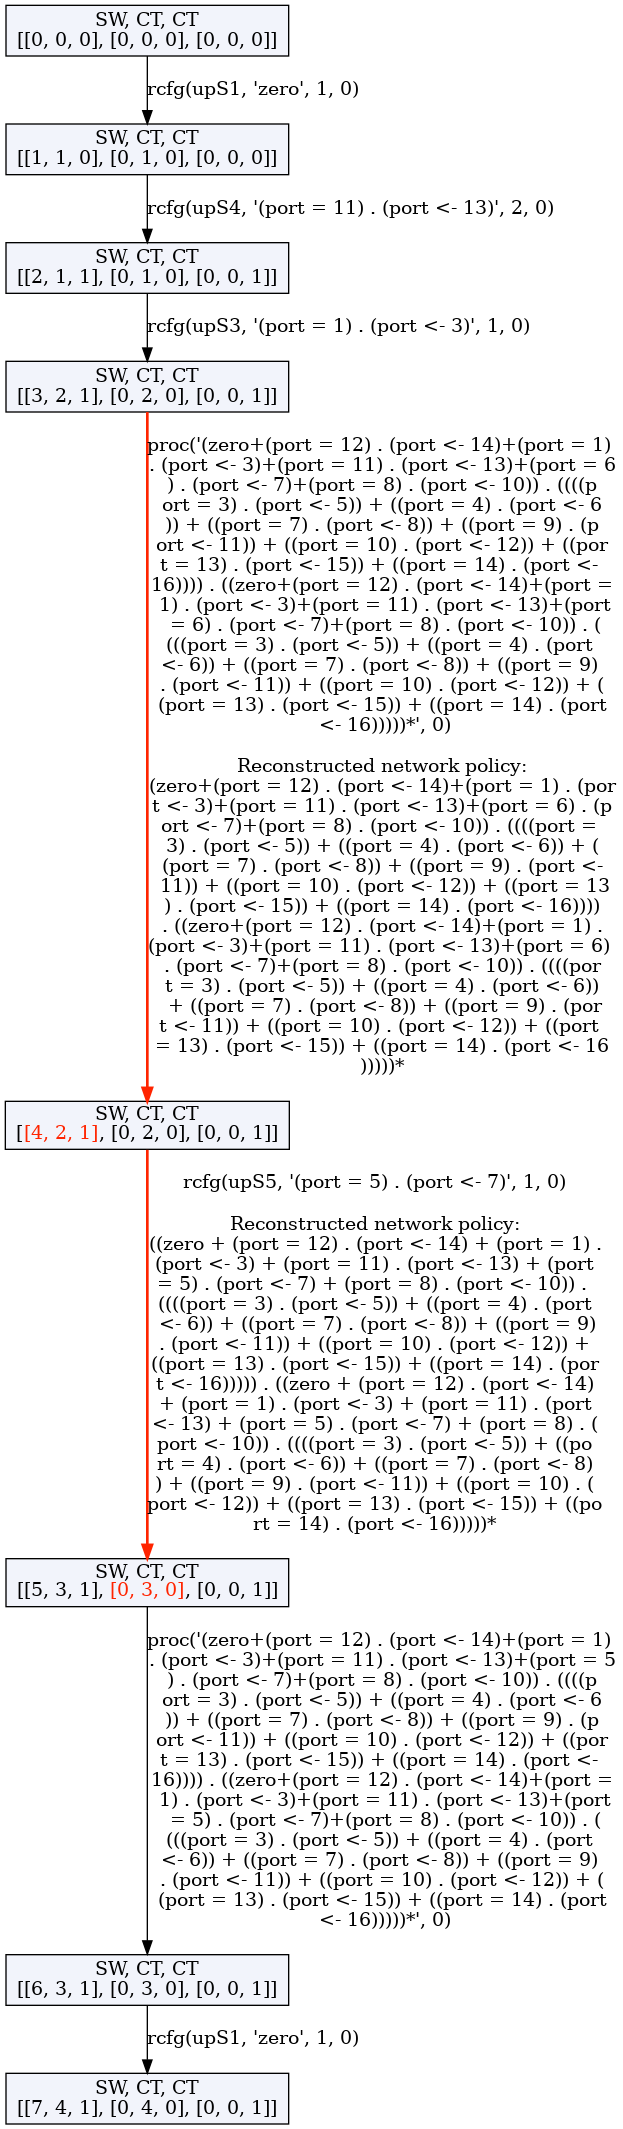 SW, CT, CT
[[0, 0, 0], [0, 0, 0], [0, 0, 0]]
rcfg(upS1, 'zero', 1, 0)
SW, CT, CT
[[1, 1, 0], [0, 1, 0], [0, 0, 0]]
rcfg(upS4, '(port = 11) . (port <- 13)', 2, 0)
SW, CT, CT
[[2, 1, 1], [0, 1, 0], [0, 0, 1]]
rcfg(upS3, '(port = 1) . (port <- 3)', 1, 0)
SW, CT, CT
[[3, 2, 1], [0, 2, 0], [0, 0, 1]]
proc('(zero+(port = 12) . (port <- 14)+(port = 1)
. (port <- 3)+(port = 11) . (port <- 13)+(port = 6
) . (port <- 7)+(port = 8) . (port <- 10)) . ((((p
ort = 3) . (port <- 5)) + ((port = 4) . (port <- 6
)) + ((port = 7) . (port <- 8)) + ((port = 9) . (p
ort <- 11)) + ((port = 10) . (port <- 12)) + ((por
t = 13) . (port <- 15)) + ((port = 14) . (port <-
16)))) . ((zero+(port = 12) . (port <- 14)+(port =
1) . (port <- 3)+(port = 11) . (port <- 13)+(port
= 6) . (port <- 7)+(port = 8) . (port <- 10)) . (
(((port = 3) . (port <- 5)) + ((port = 4) . (port
<- 6)) + ((port = 7) . (port <- 8)) + ((port = 9)
. (port <- 11)) + ((port = 10) . (port <- 12)) + (
(port = 13) . (port <- 15)) + ((port = 14) . (port
<- 16)))))*', 0)
Reconstructed network policy:
(zero+(port = 12) . (port <- 14)+(port = 1) . (por
t <- 3)+(port = 11) . (port <- 13)+(port = 6) . (p
ort <- 7)+(port = 8) . (port <- 10)) . ((((port =
3) . (port <- 5)) + ((port = 4) . (port <- 6)) + (
(port = 7) . (port <- 8)) + ((port = 9) . (port <-
11)) + ((port = 10) . (port <- 12)) + ((port = 13
) . (port <- 15)) + ((port = 14) . (port <- 16))))
. ((zero+(port = 12) . (port <- 14)+(port = 1) .
(port <- 3)+(port = 11) . (port <- 13)+(port = 6)
. (port <- 7)+(port = 8) . (port <- 10)) . ((((por
t = 3) . (port <- 5)) + ((port = 4) . (port <- 6))
+ ((port = 7) . (port <- 8)) + ((port = 9) . (por
t <- 11)) + ((port = 10) . (port <- 12)) + ((port
= 13) . (port <- 15)) + ((port = 14) . (port <- 16
)))))*
SW, CT, CT
[[4, 2, 1], [0, 2, 0], [0, 0, 1]]
rcfg(upS5, '(port = 5) . (port <- 7)', 1, 0)
Reconstructed network policy:
((zero + (port = 12) . (port <- 14) + (port = 1) .
(port <- 3) + (port = 11) . (port <- 13) + (port
= 5) . (port <- 7) + (port = 8) . (port <- 10)) .
((((port = 3) . (port <- 5)) + ((port = 4) . (port
<- 6)) + ((port = 7) . (port <- 8)) + ((port = 9)
. (port <- 11)) + ((port = 10) . (port <- 12)) +
((port = 13) . (port <- 15)) + ((port = 14) . (por
t <- 16))))) . ((zero + (port = 12) . (port <- 14)
+ (port = 1) . (port <- 3) + (port = 11) . (port
<- 13) + (port = 5) . (port <- 7) + (port = 8) . (
port <- 10)) . ((((port = 3) . (port <- 5)) + ((po
rt = 4) . (port <- 6)) + ((port = 7) . (port <- 8)
) + ((port = 9) . (port <- 11)) + ((port = 10) . (
port <- 12)) + ((port = 13) . (port <- 15)) + ((po
rt = 14) . (port <- 16)))))*
SW, CT, CT
[[5, 3, 1], [0, 3, 0], [0, 0, 1]]
proc('(zero+(port = 12) . (port <- 14)+(port = 1)
. (port <- 3)+(port = 11) . (port <- 13)+(port = 5
) . (port <- 7)+(port = 8) . (port <- 10)) . ((((p
ort = 3) . (port <- 5)) + ((port = 4) . (port <- 6
)) + ((port = 7) . (port <- 8)) + ((port = 9) . (p
ort <- 11)) + ((port = 10) . (port <- 12)) + ((por
t = 13) . (port <- 15)) + ((port = 14) . (port <-
16)))) . ((zero+(port = 12) . (port <- 14)+(port =
1) . (port <- 3)+(port = 11) . (port <- 13)+(port
= 5) . (port <- 7)+(port = 8) . (port <- 10)) . (
(((port = 3) . (port <- 5)) + ((port = 4) . (port
<- 6)) + ((port = 7) . (port <- 8)) + ((port = 9)
. (port <- 11)) + ((port = 10) . (port <- 12)) + (
(port = 13) . (port <- 15)) + ((port = 14) . (port
<- 16)))))*', 0)
SW, CT, CT
[[6, 3, 1], [0, 3, 0], [0, 0, 1]]
rcfg(upS1, 'zero', 1, 0)
SW, CT, CT
[[7, 4, 1], [0, 4, 0], [0, 0, 1]]